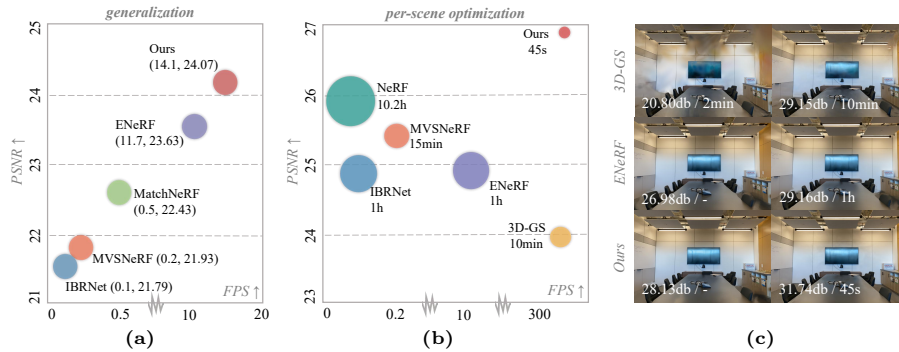 generalization
PSNR ↑
25
24
23
22
21
Ours
(14.1, 24.07)
ENeRF
(11.7, 23.63)
MatchNeRF
(0.5, 22.43)
MVSNeRF (0.2, 21.93)
IBRNet (0.1, 21.79)
FPS ↑
0
0.5
10
20
(a)
per-scene optimization
PSNR ↑
27
26
25
24
23
Ours
45s
NeRF
10.2h
MVSNeRF
15min
IBRNet
1h
ENeRF
1h
3D-GS
10min
FPS ↑
0
0.2
10
300
(b)
3D-GS
20.80db / 2min
29.15db / 10min
ENeRF
26.98db / -
29.16db / 1h
Ours
28.13db / -
31.74db / 45s
(c)